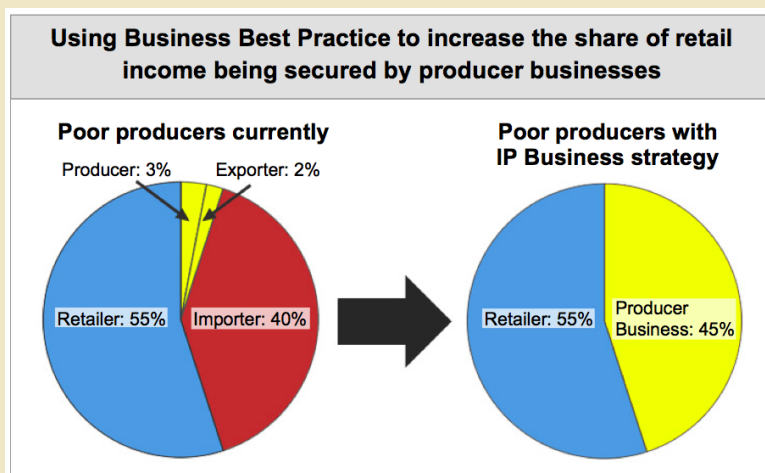 Using Business Best Practice to increase the share of retail
income being secured by producer businesses
Poor producers currently
Producer: 3%
Exporter: 2%
Retailer: 55%
Importer: 40%
Poor producers with
IP Business strategy
Retailer: 55%
Producer
Business: 45%